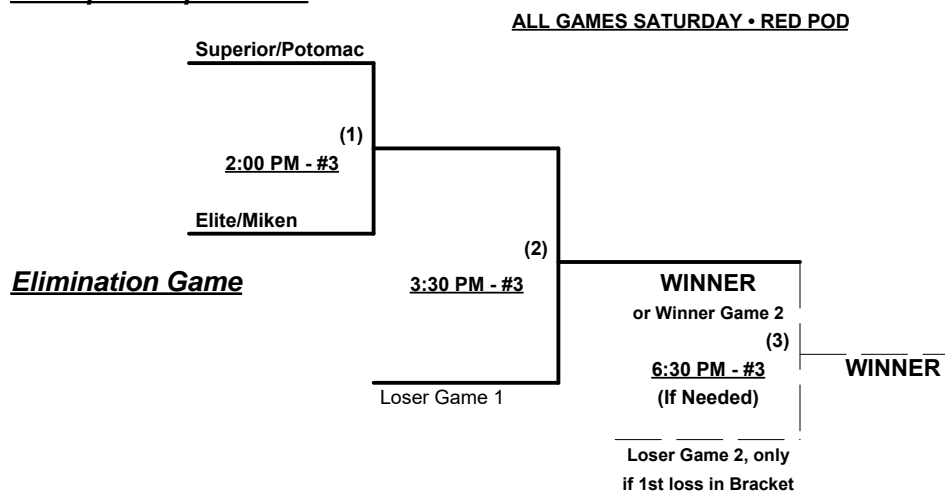 ALL GAMES SATURDAY • RED POD
Superior/Potomac
(1)
2:00 PM - #3
Elite/Miken
(2)
Elimination Game
3:30 PM - #3
WINNER
or Winner Game 2
(3)
6:30 PM - #3
WINNER
Loser Game 1
(If Needed)
Loser Game 2, only
if 1st loss in Bracket